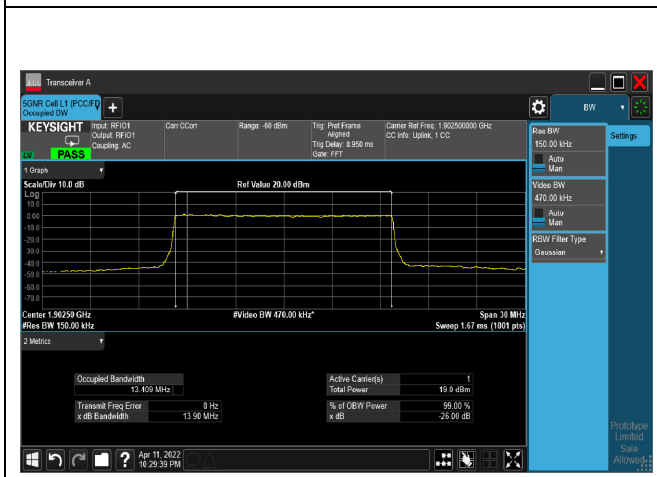 Transceiver A
5GNR Cell L1 (PCC/FD
Occupied BW
BW
KEYSIGHT
PASS
Input: RFIO1
Output: RFIO1
Coupling: AC
Corr CCorr
Range: -60 dBm
Trig: Pref.Frame
Aligned
Trig Delay: 8.950 ms
Gate: FFT
Carrier Ref Freq: 1.902500000 GHz
CC Info: Uplink, 1 CC
Res BW
150.00 kHz
Auto
Man
Video BW
470.00 kHz
Auto
Man
RBW Filter Type
Gaussian
Settings
1 Graph
Scale/Div 10.0 dB
Ref Value 20.00 dBm
Log
10.0
0.00
-10.0
-20.0
-30.0
-40.0
-50.0
-60.0
-70.0
Center 1.90250 GHz
#Video BW 470.00 kHz*
Span 30 MHz
#Res BW 150.00 kHz
Sweep 1.67 ms (1001 pts)
2 Metrics
Occupied Bandwidth
13.409 MHz
Transmit Freq Error 0 Hz
x dB Bandwidth 13.90 MHz
Active Carrier(s) 1
Total Power 19.0 dBm
% of OBW Power 99.00 %
x dB -26.00 dB
Prototype
Limited
Sale
Allowed
Apr 11, 2022
10:29:39 PM